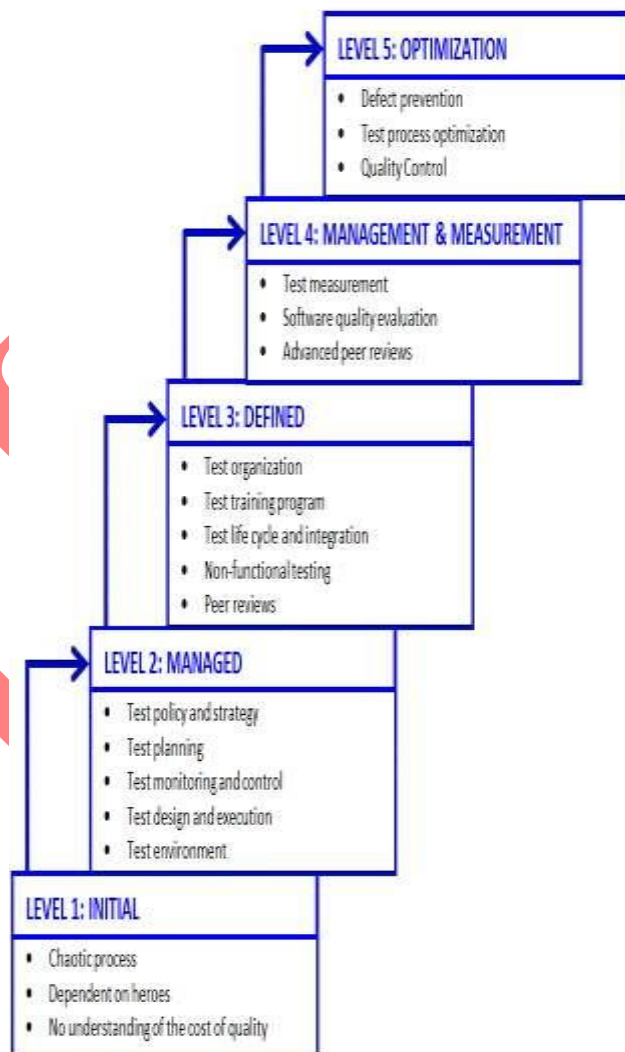 LEVEL 5: OPTIMIZATION
• Defect prevention
• Test process optimization
• Quality Control
LEVEL 4: MANAGEMENT & MEASUREMENT
• Test measurement
• Software quality evaluation
• Advanced peer reviews
LEVEL 3: DEFINED
• Test organization
• Test training program
• Test life cycle and integration
• Non-functional testing
• Peer reviews
LEVEL 2: MANAGED
• Test policy and strategy
• Test planning
• Test monitoring and control
• Test design and execution
• Test environment
LEVEL 1: INITIAL
• Chaotic process
• Dependent on heroes
• No understanding of the cost of quality